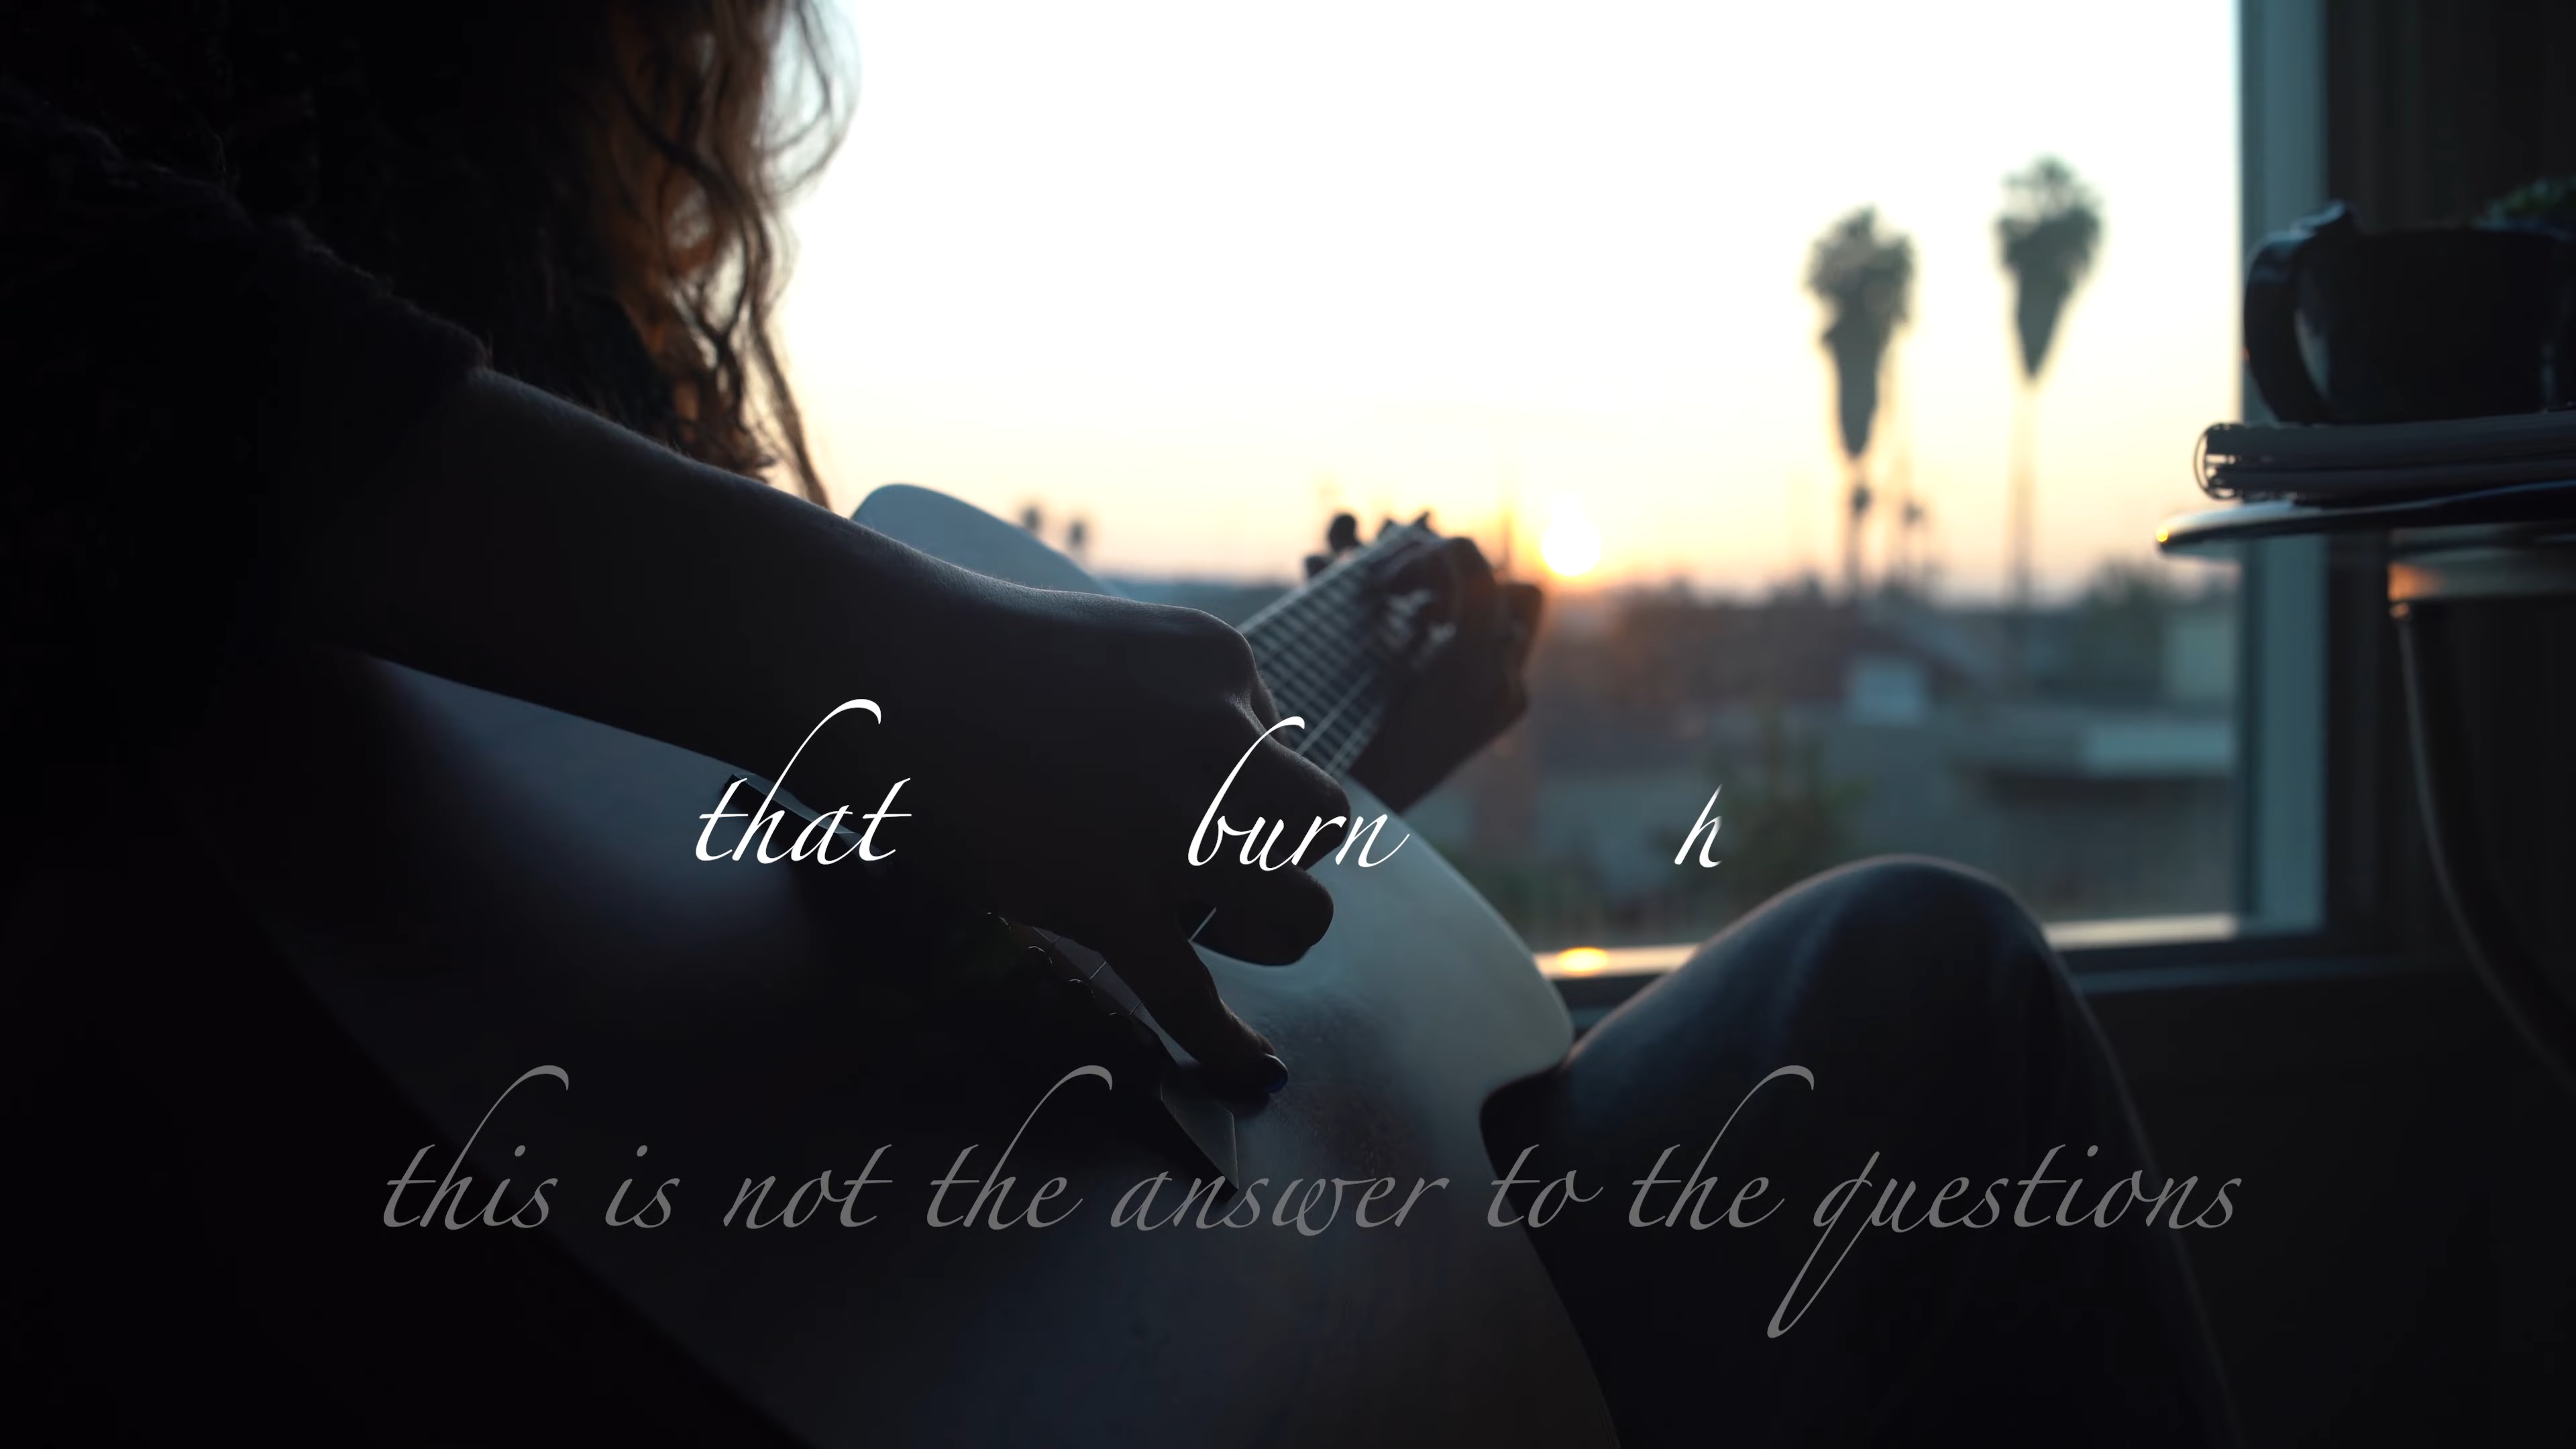 that burn h
this is not the answer to the questions